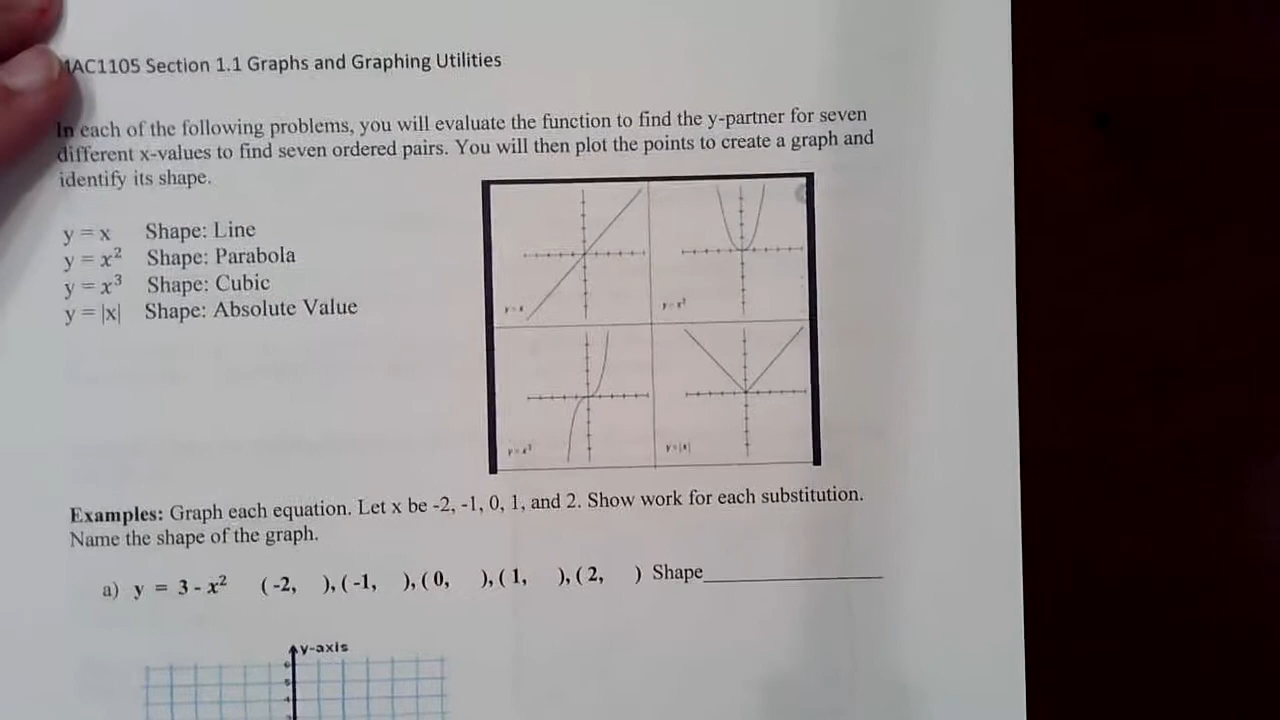 MAC1105 Section 1.1 Graphs and Graphing Utilities
In each of the following problems, you will evaluate the function to find the y-partner for seven
different x-values to find seven ordered pairs. You will then plot the points to create a graph and
identify its shape.
y = x Shape: Line
y = x² Shape: Parabola
y = x³ Shape: Cubic
y = |x| Shape: Absolute Value
y = x
y = x²
y = x³
y = |x|
Examples: Graph each equation. Let x be -2, -1, 0, 1, and 2. Show work for each substitution.
Name the shape of the graph.
a) y = 3 - x² (-2, ), (-1, ), (0, ), (1, ), (2, ) Shape_______________
y-axis